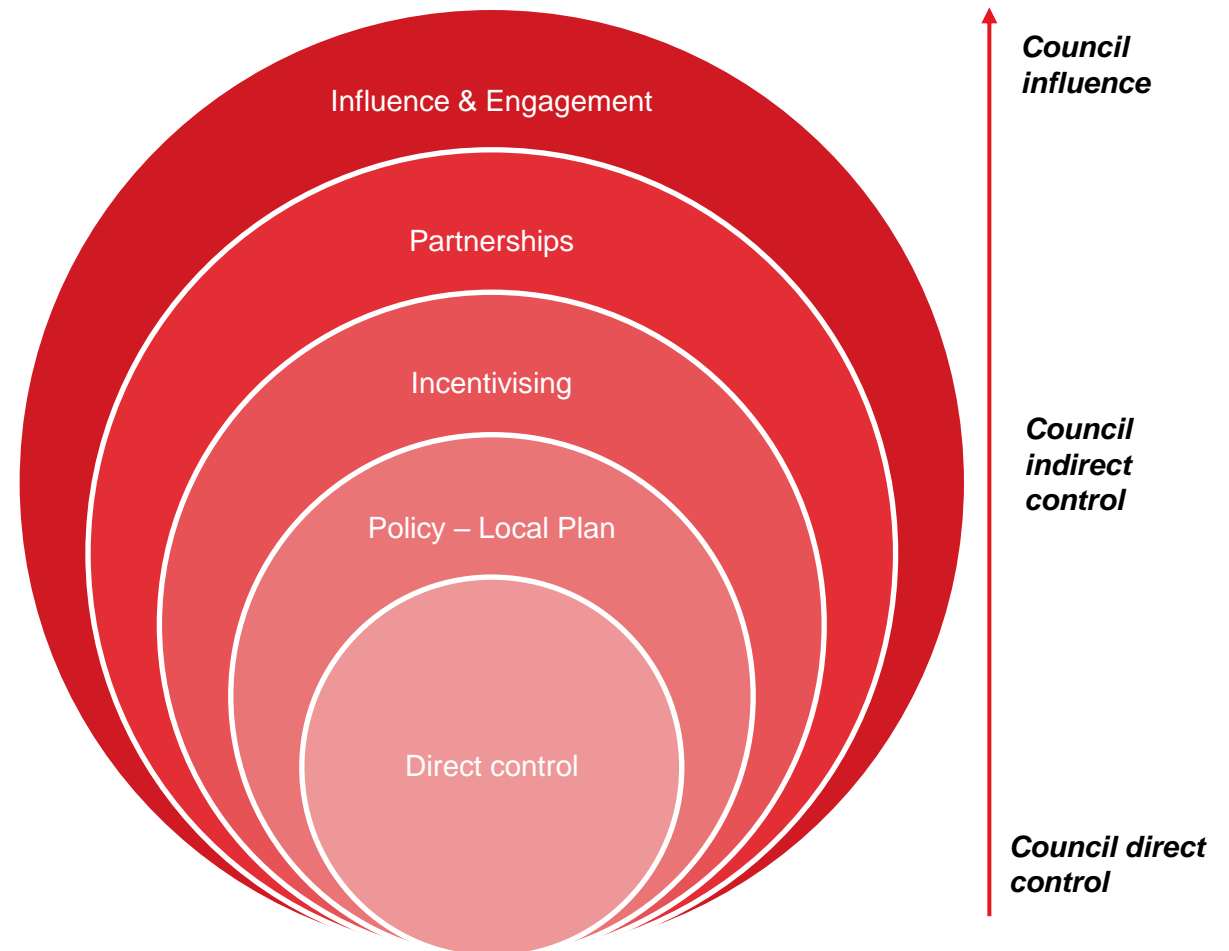 Influence & Engagement
Partnerships
Incentivising
Policy – Local Plan
Direct control
Council
influence
Council
indirect
control
Council direct
control